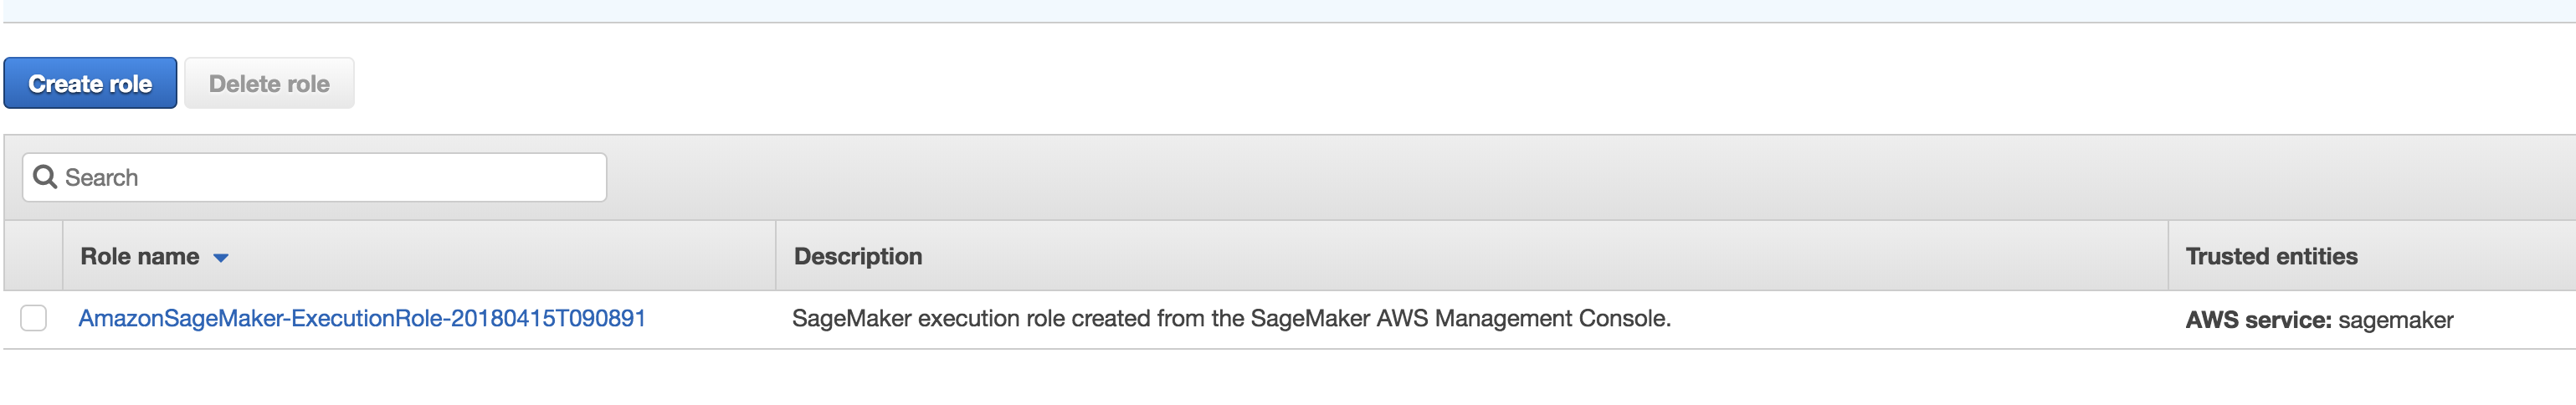 Create role Delete role
Search
Role name Description Trusted entities
AmazonSageMaker-ExecutionRole-20180415T090891 SageMaker execution role created from the SageMaker AWS Management Console. AWS service: sagemaker